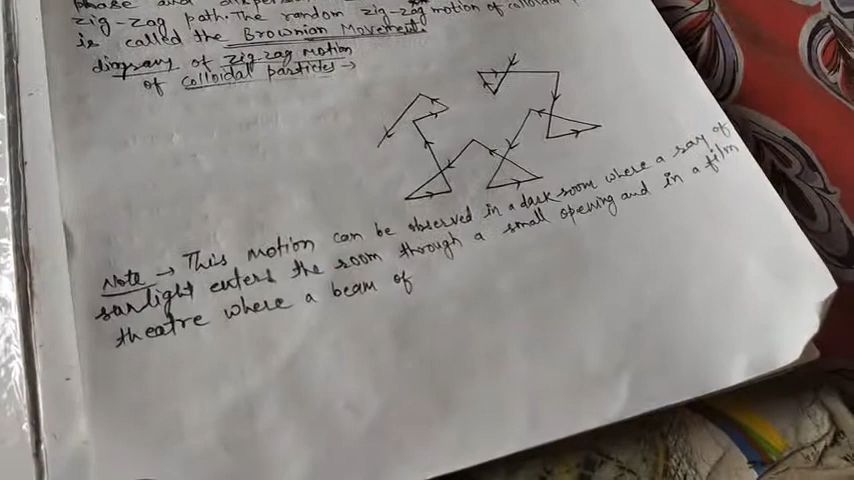 phase and
zig-zag path. The random zig-zag motion of colloidal
is called the Brownian Movement.
diagram of zig zag motion
of colloidal particles →
Note → This motion can be observed in a dark room where a ray of
sunlight enters the room through a small opening and in a film
theatre where a beam of